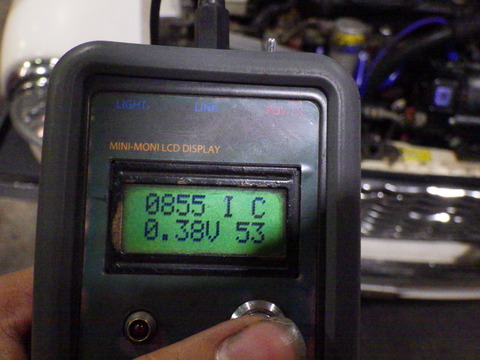 LIGHT LINK
MINI-MONI LCD DISPLAY
0855 I C
0.38V 53